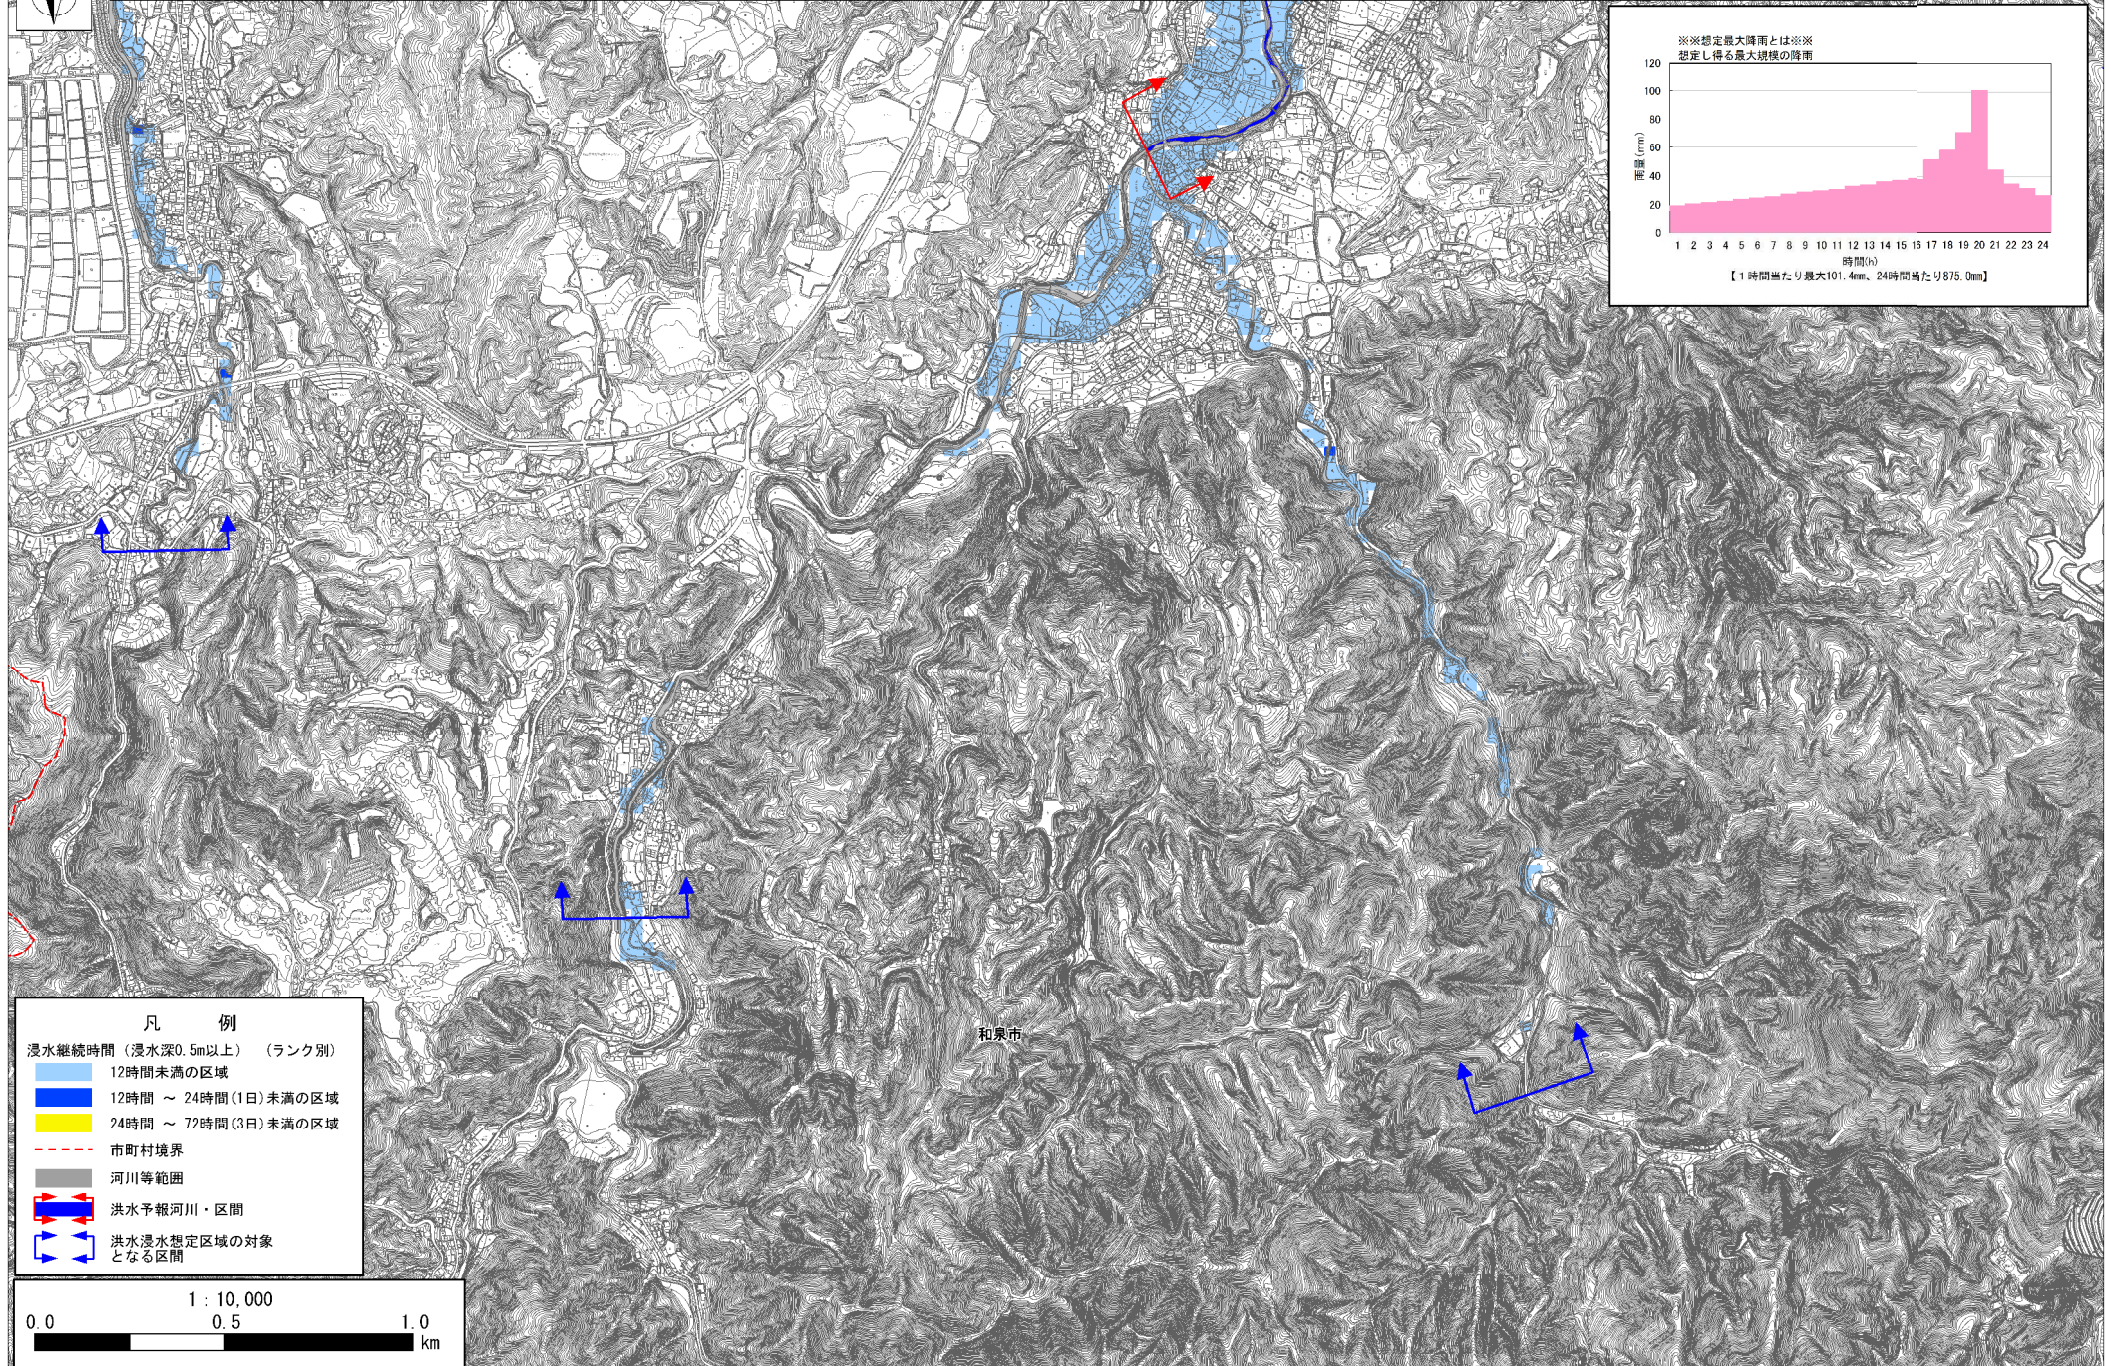 ※※想定最大降雨とは※※
想定し得る最大規模の降雨
雨量(mm)
120
100
80
60
40
20
0
1 2 3 4 5 6 7 8 9 10 11 12 13 14 15 16 17 18 19 20 21 22 23 24
時間(h)
【1時間当たり最大101.4mm、24時間当たり875.0mm】
和泉市
凡 例
浸水継続時間(浸水深0.5m以上) (ランク別)
12時間未満の区域
12時間 ~ 24時間(1日)未満の区域
24時間 ~ 72時間(3日)未満の区域
市町村境界
河川等範囲
洪水予報河川・区間
洪水浸水想定区域の対象
となる区間
1:10,000
0.0 0.5 1.0
km